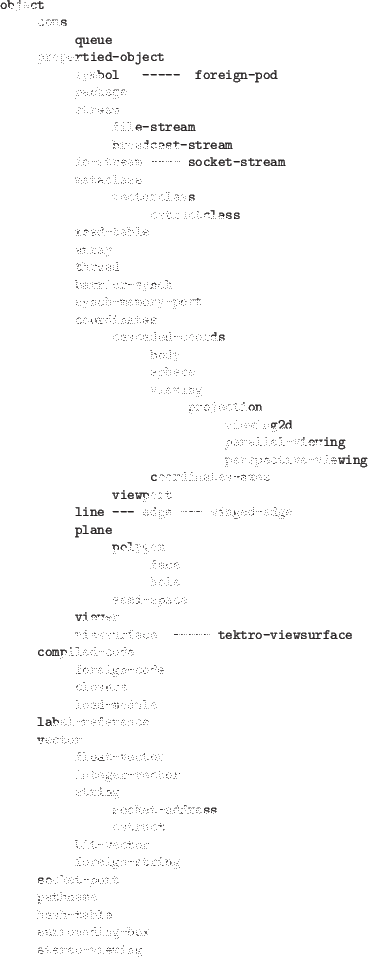 object
cons
queue
propertied-object
symbol ----- foreign-pod
package
stream
file-stream
broadcast-stream
io-stream ---- socket-stream
metaclass
vectorclass
cstructclass
read-table
array
thread
barrier-synch
synch-memory-port
coordinates
cascaded-coords
body
sphere
viewing
projection
viewing2d
parallel-viewing
perspective-viewing
coordinates-axes
viewport
line --- edge --- winged-edge
plane
polygon
face
hole
semi-space
viewer
viewsurface ----- tektro-viewsurface
compiled-code
foreign-code
closure
load-module
label-reference
vector
float-vector
integer-vector
string
socket-address
cstruct
bit-vector
foreign-string
socket-port
pathname
hash-table
surrounding-box
stereo-viewing